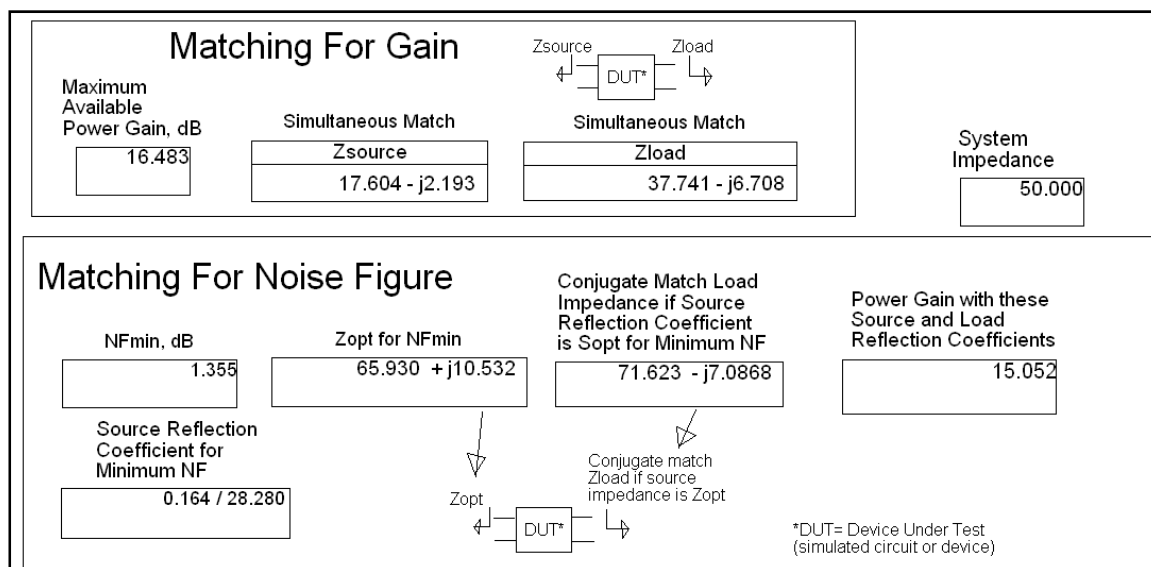 Matching For Gain
Zsource
Zload
DUT*
Maximum
Available
Power Gain, dB
16.483
Simultaneous Match
Zsource
17.604 - j2.193
Simultaneous Match
Zload
37.741 - j6.708
System
Impedance
50.000
Matching For Noise Figure
NFmin, dB
1.355
Zopt for NFmin
65.930 + j10.532
Conjugate Match Load
Impedance if Source
Reflection Coefficient
is Sopt for Minimum NF
71.623 - j7.0868
Power Gain with these
Source and Load
Reflection Coefficients
15.052
Source Reflection
Coefficient for
Minimum NF
0.164 / 28.280
Zopt
DUT*
Conjugate match
Zload if source
impedance is Zopt
*DUT= Device Under Test
(simulated circuit or device)